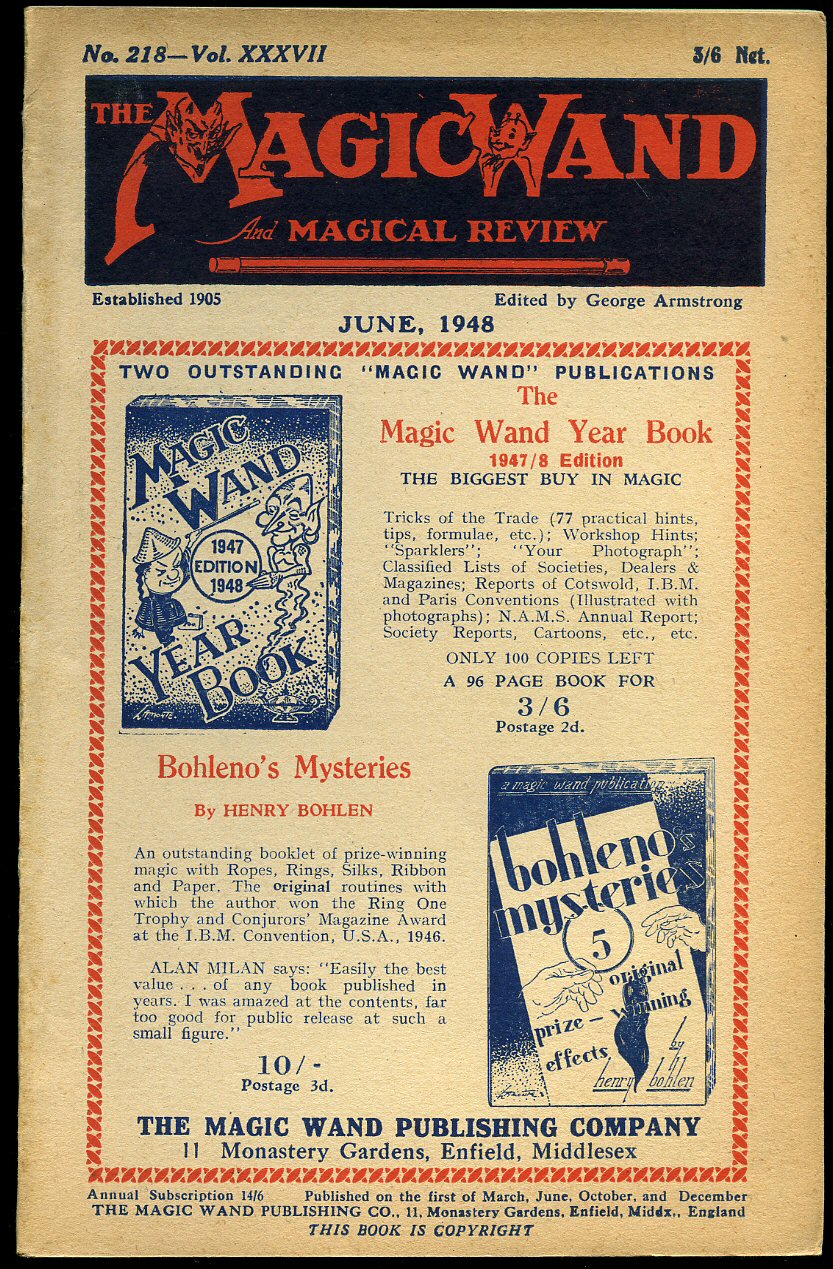 No. 218—Vol. XXXVII 3/6 Net.
THE MAGIC WAND
And MAGICAL REVIEW
Established 1905 Edited by George Armstrong
JUNE, 1948
TWO OUTSTANDING "MAGIC WAND" PUBLICATIONS
MAGIC
WAND
1947
EDITION
1948
YEAR
BOOK
The
Magic Wand Year Book
1947/8 Edition
THE BIGGEST BUY IN MAGIC
Tricks of the Trade (77 practical hints,
tips, formulae, etc.); Workshop Hints;
"Sparklers"; "Your Photograph";
Classified Lists of Societies, Dealers &
Magazines; Reports of Cotswold, I.B.M.
and Paris Conventions (Illustrated with
photographs); N.A.M.S. Annual Report;
Society Reports, Cartoons, etc., etc.
ONLY 100 COPIES LEFT
A 96 PAGE BOOK FOR
3/6
Postage 2d.
Bohleno's Mysteries
By HENRY BOHLEN
An outstanding booklet of prize-winning
magic with Ropes, Rings, Silks, Ribbon
and Paper. The original routines with
which the author won the Ring One
Trophy and Conjurors' Magazine Award
at the I.B.M. Convention, U.S.A., 1946.
ALAN MILAN says: "Easily the best
value . . . of any book published in
years. I was amazed at the contents, far
too good for public release at such a
small figure."
10/-
Postage 3d.
a magic wand publication
bohleno's
mysteries
5
original
prize - winning
effects
by
henry bohlen
THE MAGIC WAND PUBLISHING COMPANY
11 Monastery Gardens, Enfield, Middlesex
Annual Subscription 14/6 Published on the first of March, June, October, and December
THE MAGIC WAND PUBLISHING CO., 11, Monastery Gardens, Enfield, Middx., England
THIS BOOK IS COPYRIGHT